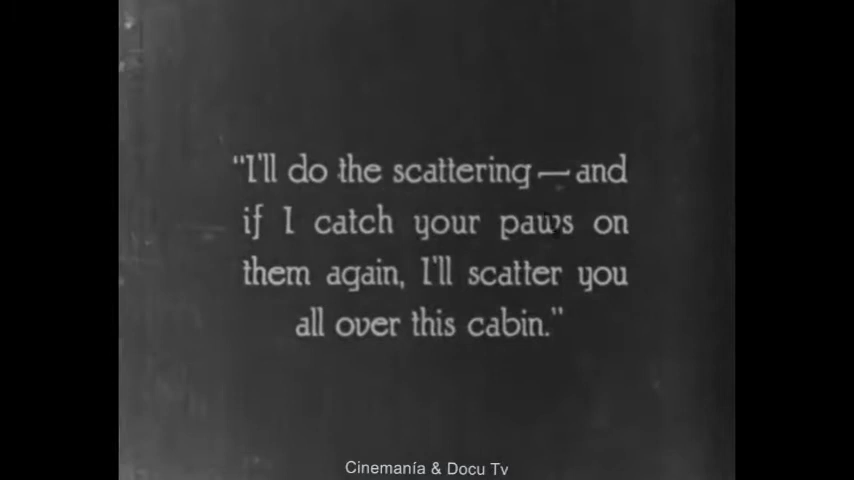 "I'll do the scattering—and
if I catch your paws on
them again, I'll scatter you
all over this cabin."
Cinemanía & Docu Tv